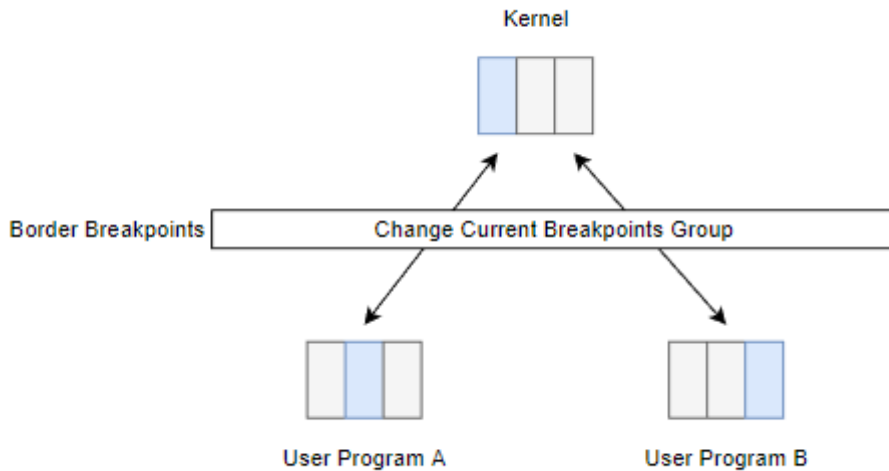 Kernel
Border Breakpoints
Change Current Breakpoints Group
User Program A
User Program B